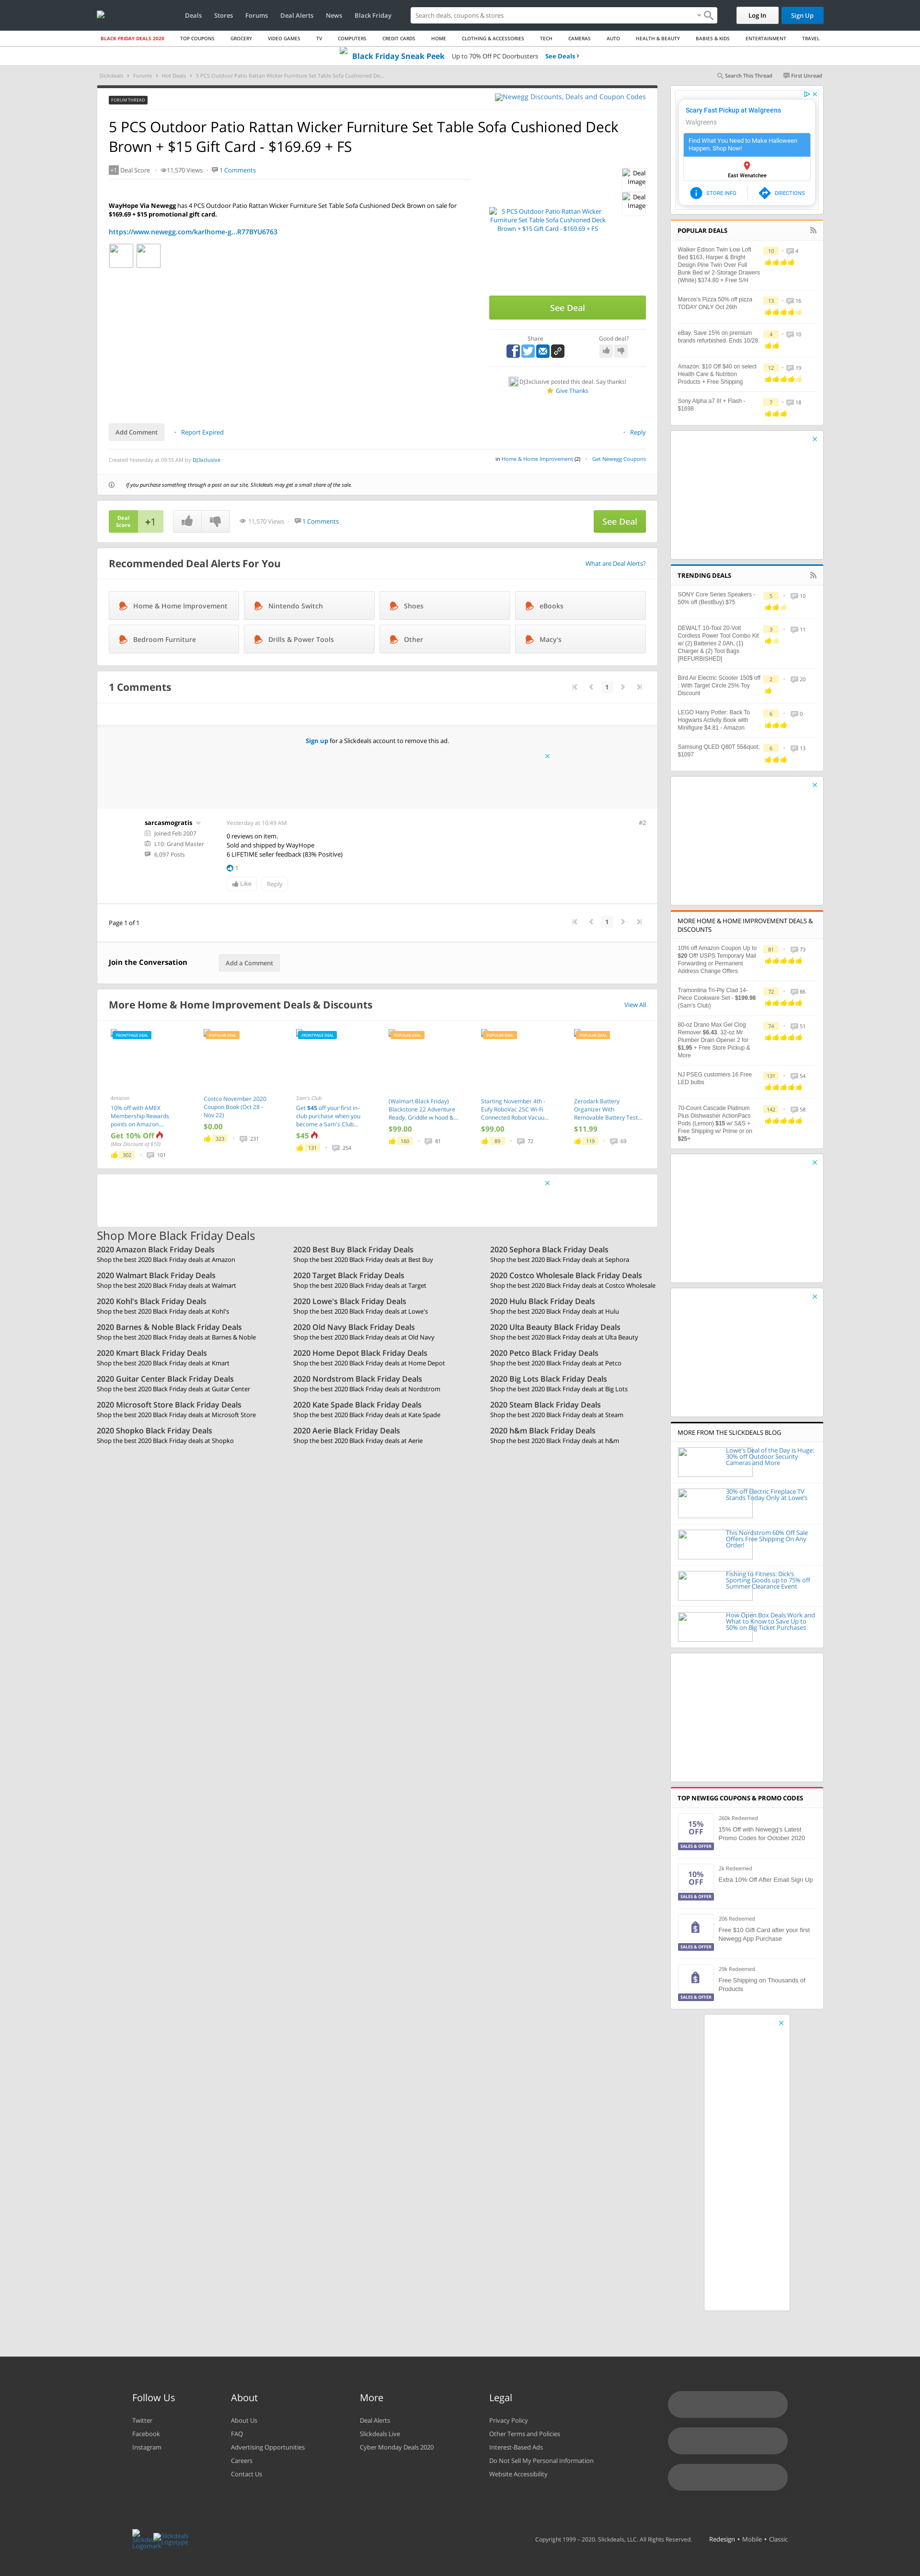 Deals
Stores
Forums
Deal Alerts
News
Black Friday
Search deals, coupons & stores
Log In
Sign Up
BLACK FRIDAY DEALS 2020
TOP COUPONS
GROCERY
VIDEO GAMES
TV
COMPUTERS
CREDIT CARDS
HOME
CLOTHING & ACCESSORIES
TECH
CAMERAS
AUTO
HEALTH & BEAUTY
BABIES & KIDS
ENTERTAINMENT
TRAVEL
Black Friday Sneak Peek Up to 70% Off PC Doorbusters See Deals ›
Slickdeals › Forums › Hot Deals › 5 PCS Outdoor Patio Rattan Wicker Furniture Set Table Sofa Cushioned De...
Search This Thread
First Unread
FORUM THREAD
Newegg Discounts, Deals and Coupon Codes
5 PCS Outdoor Patio Rattan Wicker Furniture Set Table Sofa Cushioned Deck
Brown + $15 Gift Card - $169.69 + FS
+1 Deal Score
11,570 Views
1 Comments
WayHope Via Newegg has 4 PCS Outdoor Patio Rattan Wicker Furniture Set Table Sofa Cushioned Deck Brown on sale for
$169.69 + $15 promotional gift card.
https://www.newegg.com/karlhome-g...R77BYU6763
5 PCS Outdoor Patio Rattan Wicker
Furniture Set Table Sofa Cushioned Deck
Brown + $15 Gift Card - $169.69 + FS
Deal
Image
Deal
Image
See Deal
Share
Good deal?
DJ3xclusive posted this deal. Say thanks!
Give Thanks
Add Comment
Report Expired
Reply
Created Yesterday at 09:55 AM by DJ3xclusive
in Home & Home Improvement (2)
Get Newegg Coupons
If you purchase something through a post on our site, Slickdeals may get a small share of the sale.
Deal
Score
+1
11,570 Views
1 Comments
See Deal
Recommended Deal Alerts For You
What are Deal Alerts?
Home & Home Improvement
Nintendo Switch
Shoes
eBooks
Bedroom Furniture
Drills & Power Tools
Other
Macy's
1 Comments
1
Sign up for a Slickdeals account to remove this ad.
sarcasmogratis
Joined Feb 2007
L10: Grand Master
6,097 Posts
Yesterday at 10:49 AM
#2
0 reviews on item.
Sold and shipped by WayHope
6 LIFETIME seller feedback (83% Positive)
1
Like
Reply
Page 1 of 1
1
Join the Conversation
Add a Comment
More Home & Home Improvement Deals & Discounts
View All
FRONTPAGE DEAL
Amazon
10% off with AMEX
Membership Rewards
points on Amazon....
Get 10% Off
(Max Discount of $10)
302
101
POPULAR DEAL
Costco November 2020
Coupon Book (Oct 28 -
Nov 22)
$0.00
323
231
FRONTPAGE DEAL
Sam's Club
Get $45 off your first in-
club purchase when you
become a Sam's Club...
$45
131
254
POPULAR DEAL
(Walmart Black Friday)
Blackstone 22 Adventure
Ready, Griddle w hood &...
$99.00
160
81
POPULAR DEAL
Starting November 4th -
Eufy RoboVac 25C Wi-Fi
Connected Robot Vacuu...
$99.00
89
72
POPULAR DEAL
Zerodark Battery
Organizer With
Removable Battery Test...
$11.99
119
69
Shop More Black Friday Deals
2020 Amazon Black Friday Deals
Shop the best 2020 Black Friday deals at Amazon
2020 Best Buy Black Friday Deals
Shop the best 2020 Black Friday deals at Best Buy
2020 Sephora Black Friday Deals
Shop the best 2020 Black Friday deals at Sephora
2020 Walmart Black Friday Deals
Shop the best 2020 Black Friday deals at Walmart
2020 Target Black Friday Deals
Shop the best 2020 Black Friday deals at Target
2020 Costco Wholesale Black Friday Deals
Shop the best 2020 Black Friday deals at Costco Wholesale
2020 Kohl's Black Friday Deals
Shop the best 2020 Black Friday deals at Kohl's
2020 Lowe's Black Friday Deals
Shop the best 2020 Black Friday deals at Lowe's
2020 Hulu Black Friday Deals
Shop the best 2020 Black Friday deals at Hulu
2020 Barnes & Noble Black Friday Deals
Shop the best 2020 Black Friday deals at Barnes & Noble
2020 Old Navy Black Friday Deals
Shop the best 2020 Black Friday deals at Old Navy
2020 Ulta Beauty Black Friday Deals
Shop the best 2020 Black Friday deals at Ulta Beauty
2020 Kmart Black Friday Deals
Shop the best 2020 Black Friday deals at Kmart
2020 Home Depot Black Friday Deals
Shop the best 2020 Black Friday deals at Home Depot
2020 Petco Black Friday Deals
Shop the best 2020 Black Friday deals at Petco
2020 Guitar Center Black Friday Deals
Shop the best 2020 Black Friday deals at Guitar Center
2020 Nordstrom Black Friday Deals
Shop the best 2020 Black Friday deals at Nordstrom
2020 Big Lots Black Friday Deals
Shop the best 2020 Black Friday deals at Big Lots
2020 Microsoft Store Black Friday Deals
Shop the best 2020 Black Friday deals at Microsoft Store
2020 Kate Spade Black Friday Deals
Shop the best 2020 Black Friday deals at Kate Spade
2020 Steam Black Friday Deals
Shop the best 2020 Black Friday deals at Steam
2020 Shopko Black Friday Deals
Shop the best 2020 Black Friday deals at Shopko
2020 Aerie Black Friday Deals
Shop the best 2020 Black Friday deals at Aerie
2020 h&m Black Friday Deals
Shop the best 2020 Black Friday deals at h&m
Scary Fast Pickup at Walgreens
Walgreens
Find What You Need to Make Halloween
Happen. Shop Now!
East Wenatchee
STORE INFO
DIRECTIONS
POPULAR DEALS
Walker Edison Twin Low Loft
Bed $163, Harper & Bright
Design Pine Twin Over Full
Bunk Bed w/ 2-Storage Drawers
(White) $374.80 + Free S/H
10
4
Marcos's Pizza 50% off pizza
TODAY ONLY Oct 26th
13
16
eBay. Save 15% on premium
brands refurbished. Ends 10/28.
4
10
Amazon: $10 Off $40 on select
Health Care & Nutrition
Products + Free Shipping
12
19
Sony Alpha a7 III + Flash -
$1698
7
18
TRENDING DEALS
SONY Core Series Speakers -
50% off (BestBuy) $75
5
10
DEWALT 10-Tool 20-Volt
Cordless Power Tool Combo Kit
w/ (2) Batteries 2.0Ah, (1)
Charger & (2) Tool Bags
[REFURBISHED]
3
11
Bird Air Electric Scooter 150$ off
: With Target Circle 25% Toy
Discount
2
20
LEGO Harry Potter: Back To
Hogwarts Activity Book with
Minifigure $4.81 - Amazon
6
0
Samsung QLED Q80T 55&quot;
$1097
6
13
MORE HOME & HOME IMPROVEMENT DEALS &
DISCOUNTS
10% off Amazon Coupon Up to
$20 Off! USPS Temporary Mail
Forwarding or Permanent
Address Change Offers
81
73
Tramontina Tri-Ply Clad 14-
Piece Cookware Set - $199.98
(Sam's Club)
72
86
80-oz Drano Max Gel Clog
Remover $6.43, 32-oz Mr
Plumber Drain Opener 2 for
$1.95 + Free Store Pickup &
More
74
51
NJ PSEG customers 16 Free
LED bulbs
131
54
70-Count Cascade Platinum
Plus Dishwasher ActionPacs
Pods (Lemon) $15 w/ S&S +
Free Shipping w/ Prime or on
$25+
142
58
MORE FROM THE SLICKDEALS BLOG
Lowe's Deal of the Day is Huge:
30% off Outdoor Security
Cameras and More
30% off Electric Fireplace TV
Stands Today Only at Lowe's
This Nordstrom 60% Off Sale
Offers Free Shipping On Any
Order!
Fishing to Fitness: Dick's
Sporting Goods up to 75% off
Summer Clearance Event
How Open Box Deals Work and
What to Know to Save Up to
50% on Big Ticket Purchases
TOP NEWEGG COUPONS & PROMO CODES
15%
OFF
SALES & OFFER
260k Redeemed
15% Off with Newegg's Latest
Promo Codes for October 2020
10%
OFF
SALES & OFFER
2k Redeemed
Extra 10% Off After Email Sign Up
SALES & OFFER
206 Redeemed
Free $10 Gift Card after your first
Newegg App Purchase
SALES & OFFER
29k Redeemed
Free Shipping on Thousands of
Products
Follow Us
Twitter
Facebook
Instagram
About
About Us
FAQ
Advertising Opportunities
Careers
Contact Us
More
Deal Alerts
Slickdeals Live
Cyber Monday Deals 2020
Legal
Privacy Policy
Other Terms and Policies
Interest-Based Ads
Do Not Sell My Personal Information
Website Accessibility
Copyright 1999 – 2020. Slickdeals, LLC. All Rights Reserved.
Redesign • Mobile • Classic